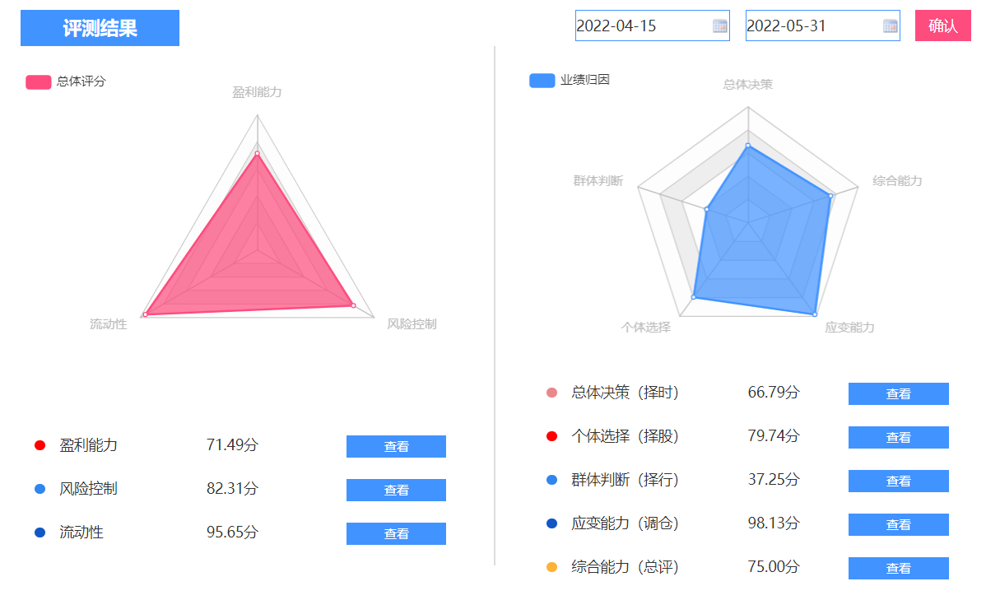 评测结果
2022-04-15
2022-05-31
确认
总体评分
盈利能力
流动性
风险控制
盈利能力 71.49分 查看
风险控制 82.31分 查看
流动性 95.65分 查看
业绩归因
总体决策
群体判断
综合能力
个体选择
应变能力
总体决策（择时） 66.79分 查看
个体选择（择股） 79.74分 查看
群体判断（择行） 37.25分 查看
应变能力（调仓） 98.13分 查看
综合能力（总评） 75.00分 查看